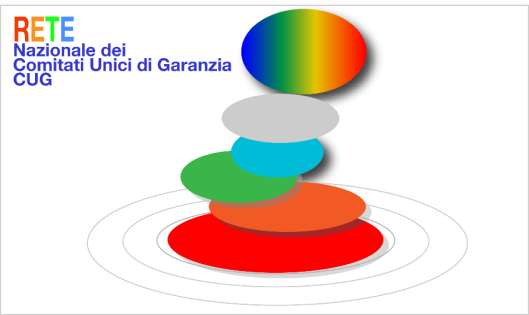 RETE
Nazionale dei
Comitati Unici di Garanzia
CUG